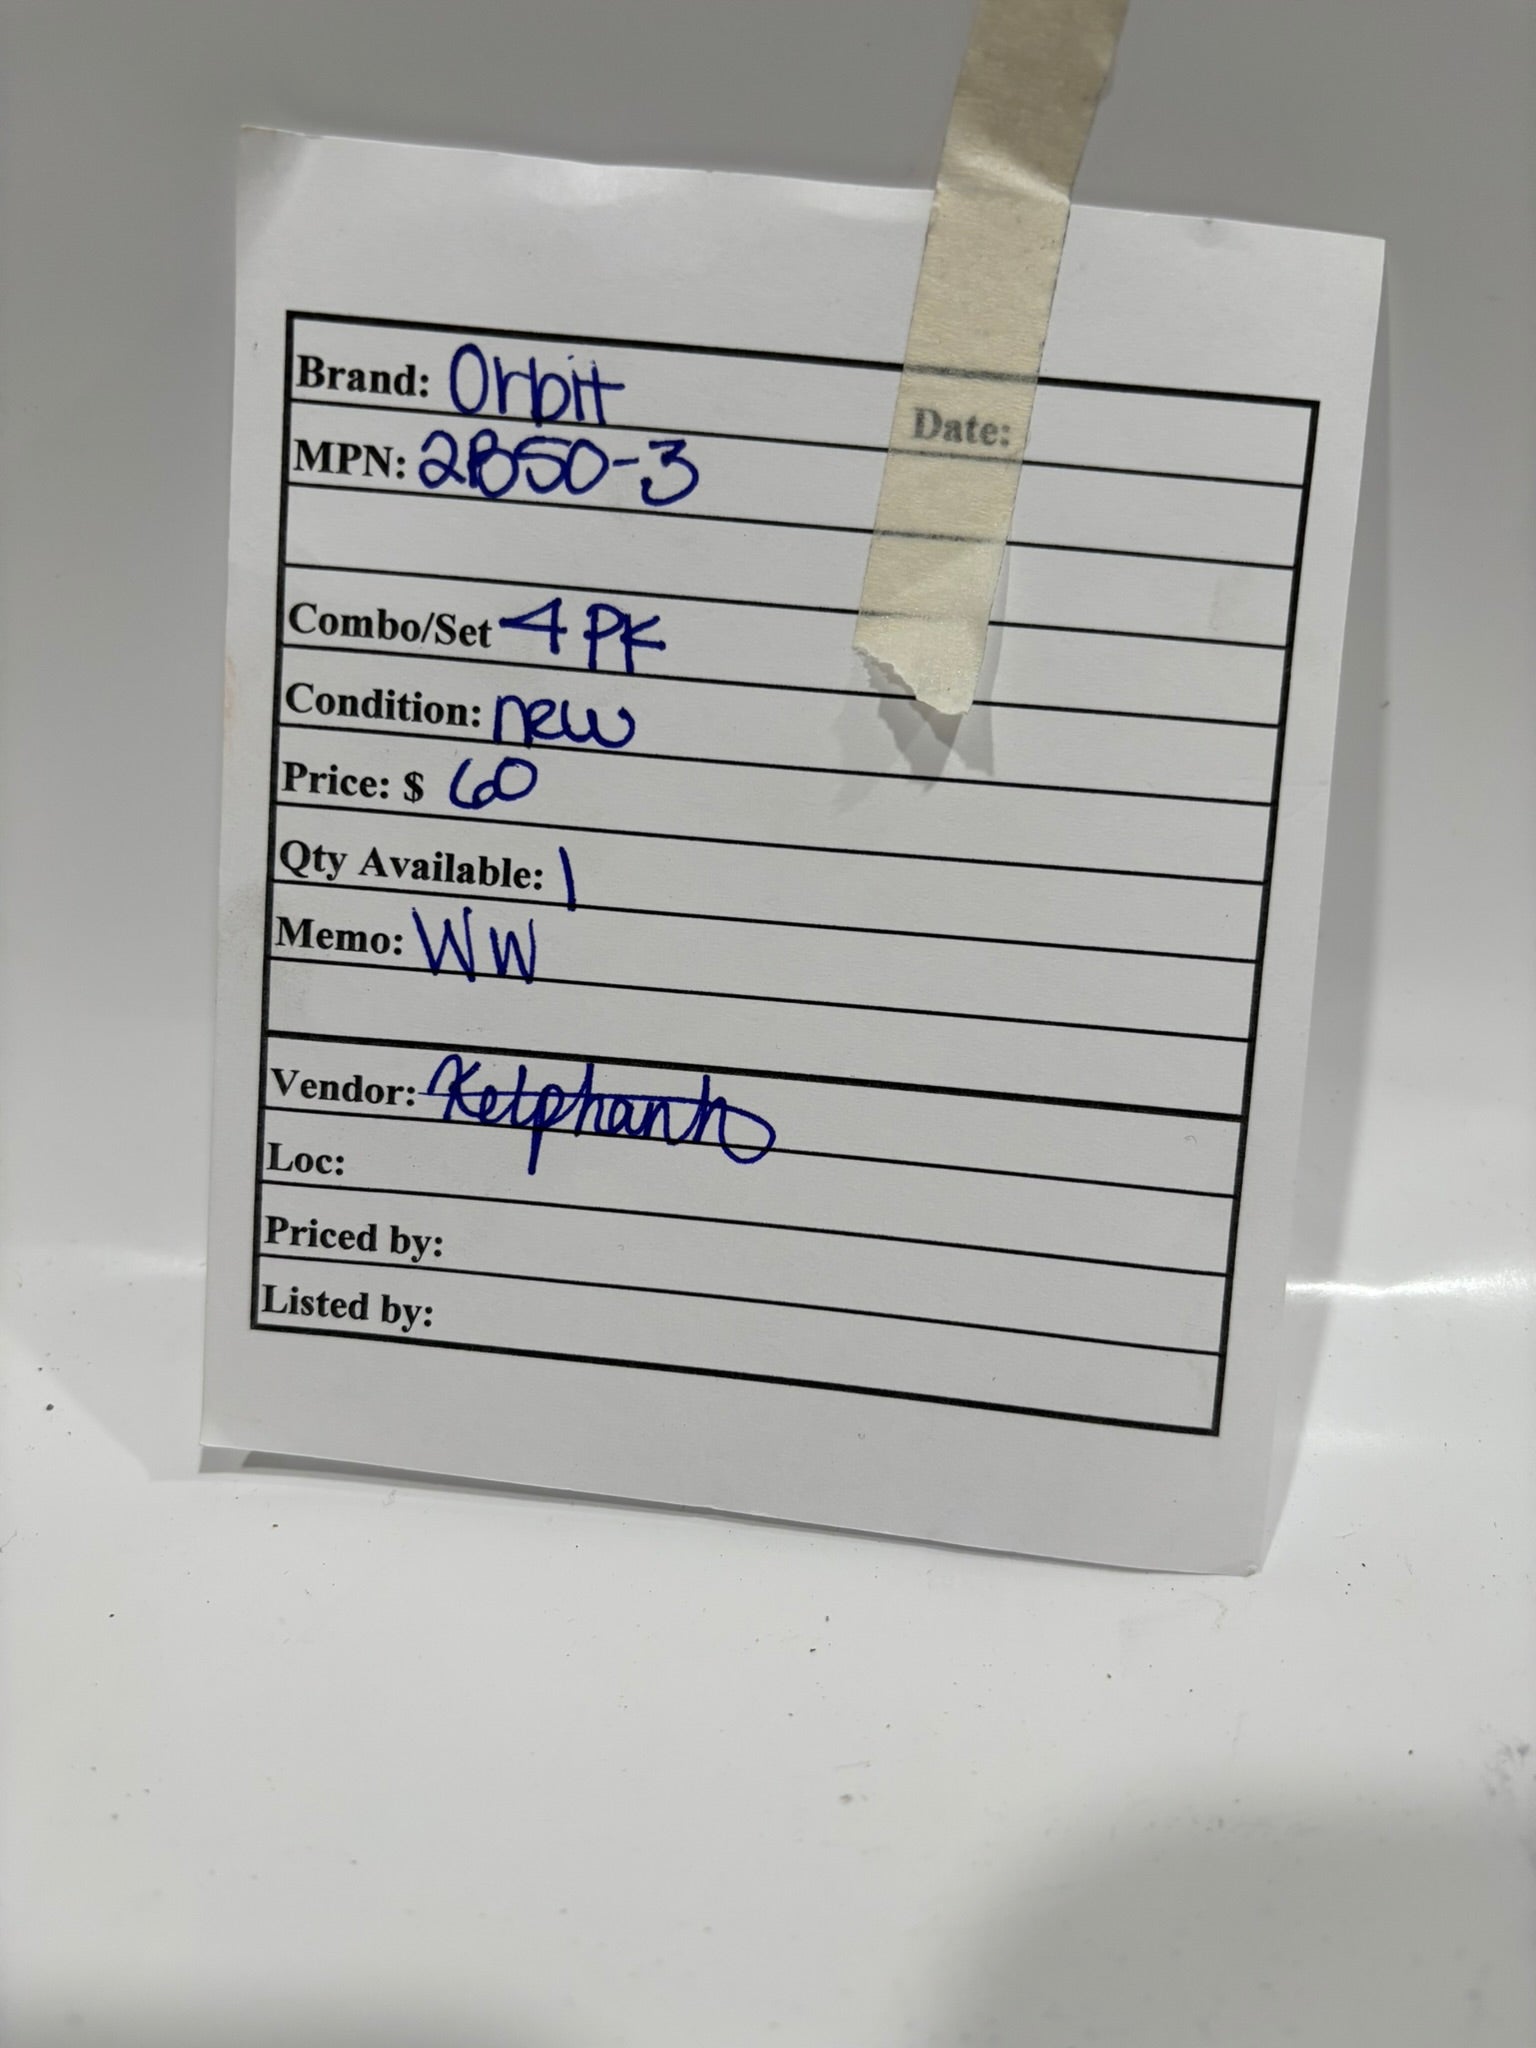 Brand: Orbit
Date:
MPN: 2B50-3
Combo/Set 4 PK
Condition: new
Price: $ 60
Qty Available: 1
Memo: WW
Vendor:
Loc:
Priced by:
Listed by: